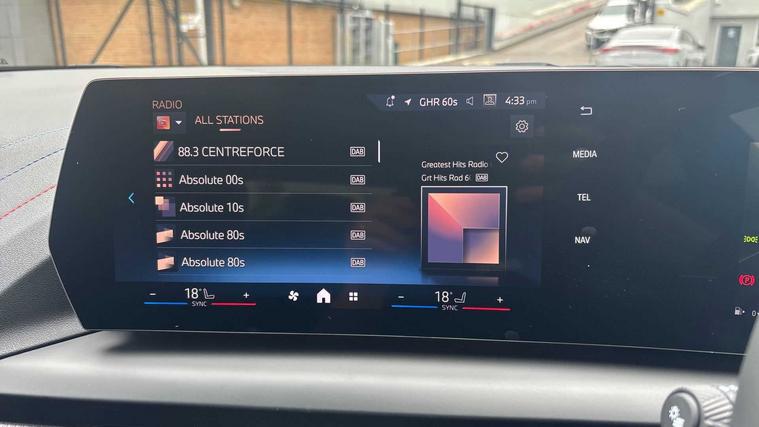 RADIO
GHR 60s
4:33 pm
ALL STATIONS
88.3 CENTREFORCE DAB
Absolute 00s DAB
Absolute 10s DAB
Absolute 80s DAB
Absolute 80s DAB
Greatest Hits Radio
Grt Hits Rad 6 DAB
MEDIA
TEL
NAV
− 18° +
SYNC
− 18° +
SYNC